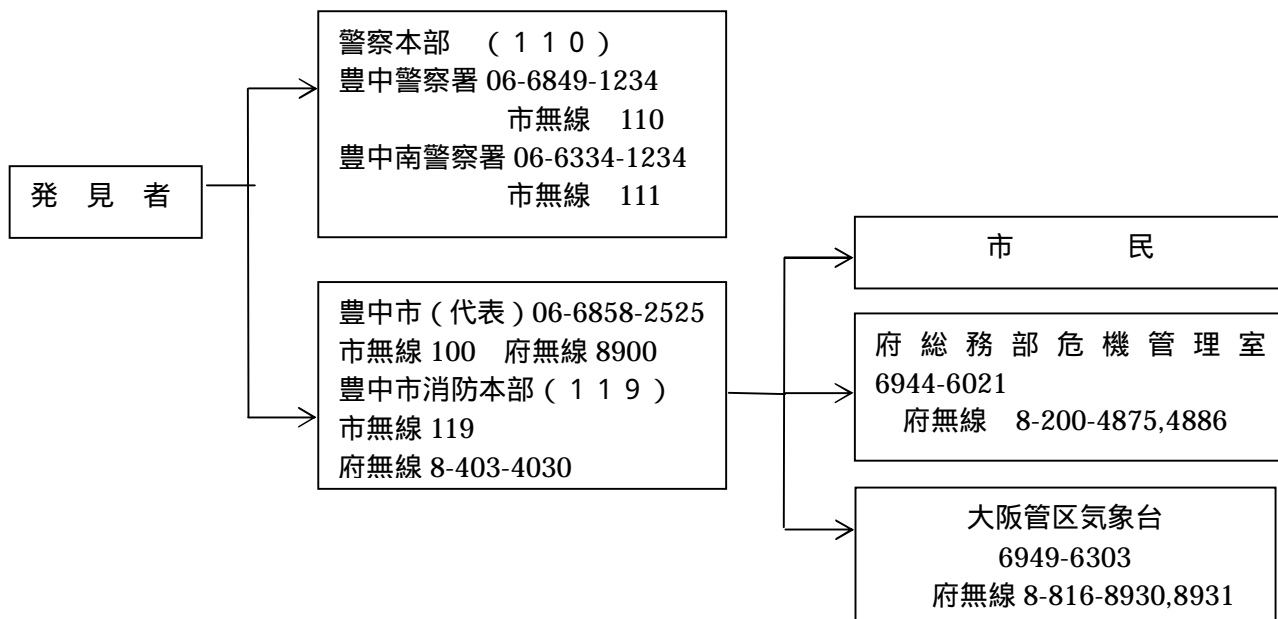 発見者
警察本部 (110)
豊中警察署 06-6849-1234
市無線 110
豊中南警察署 06-6334-1234
市無線 111
豊中市(代表)06-6858-2525
市無線 100 府無線 8900
豊中市消防本部(119)
市無線 119
府無線 8-403-4030
市民
府総務部危機管理室
6944-6021
府無線 8-200-4875,4886
大阪管区気象台
6949-6303
府無線 8-816-8930,8931